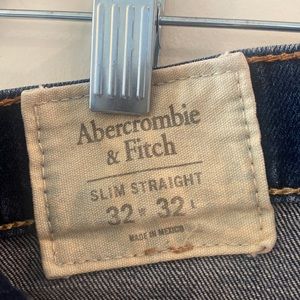 Abercrombie
& Fitch
SLIM STRAIGHT
32 W 32 L
MADE IN MEXICO